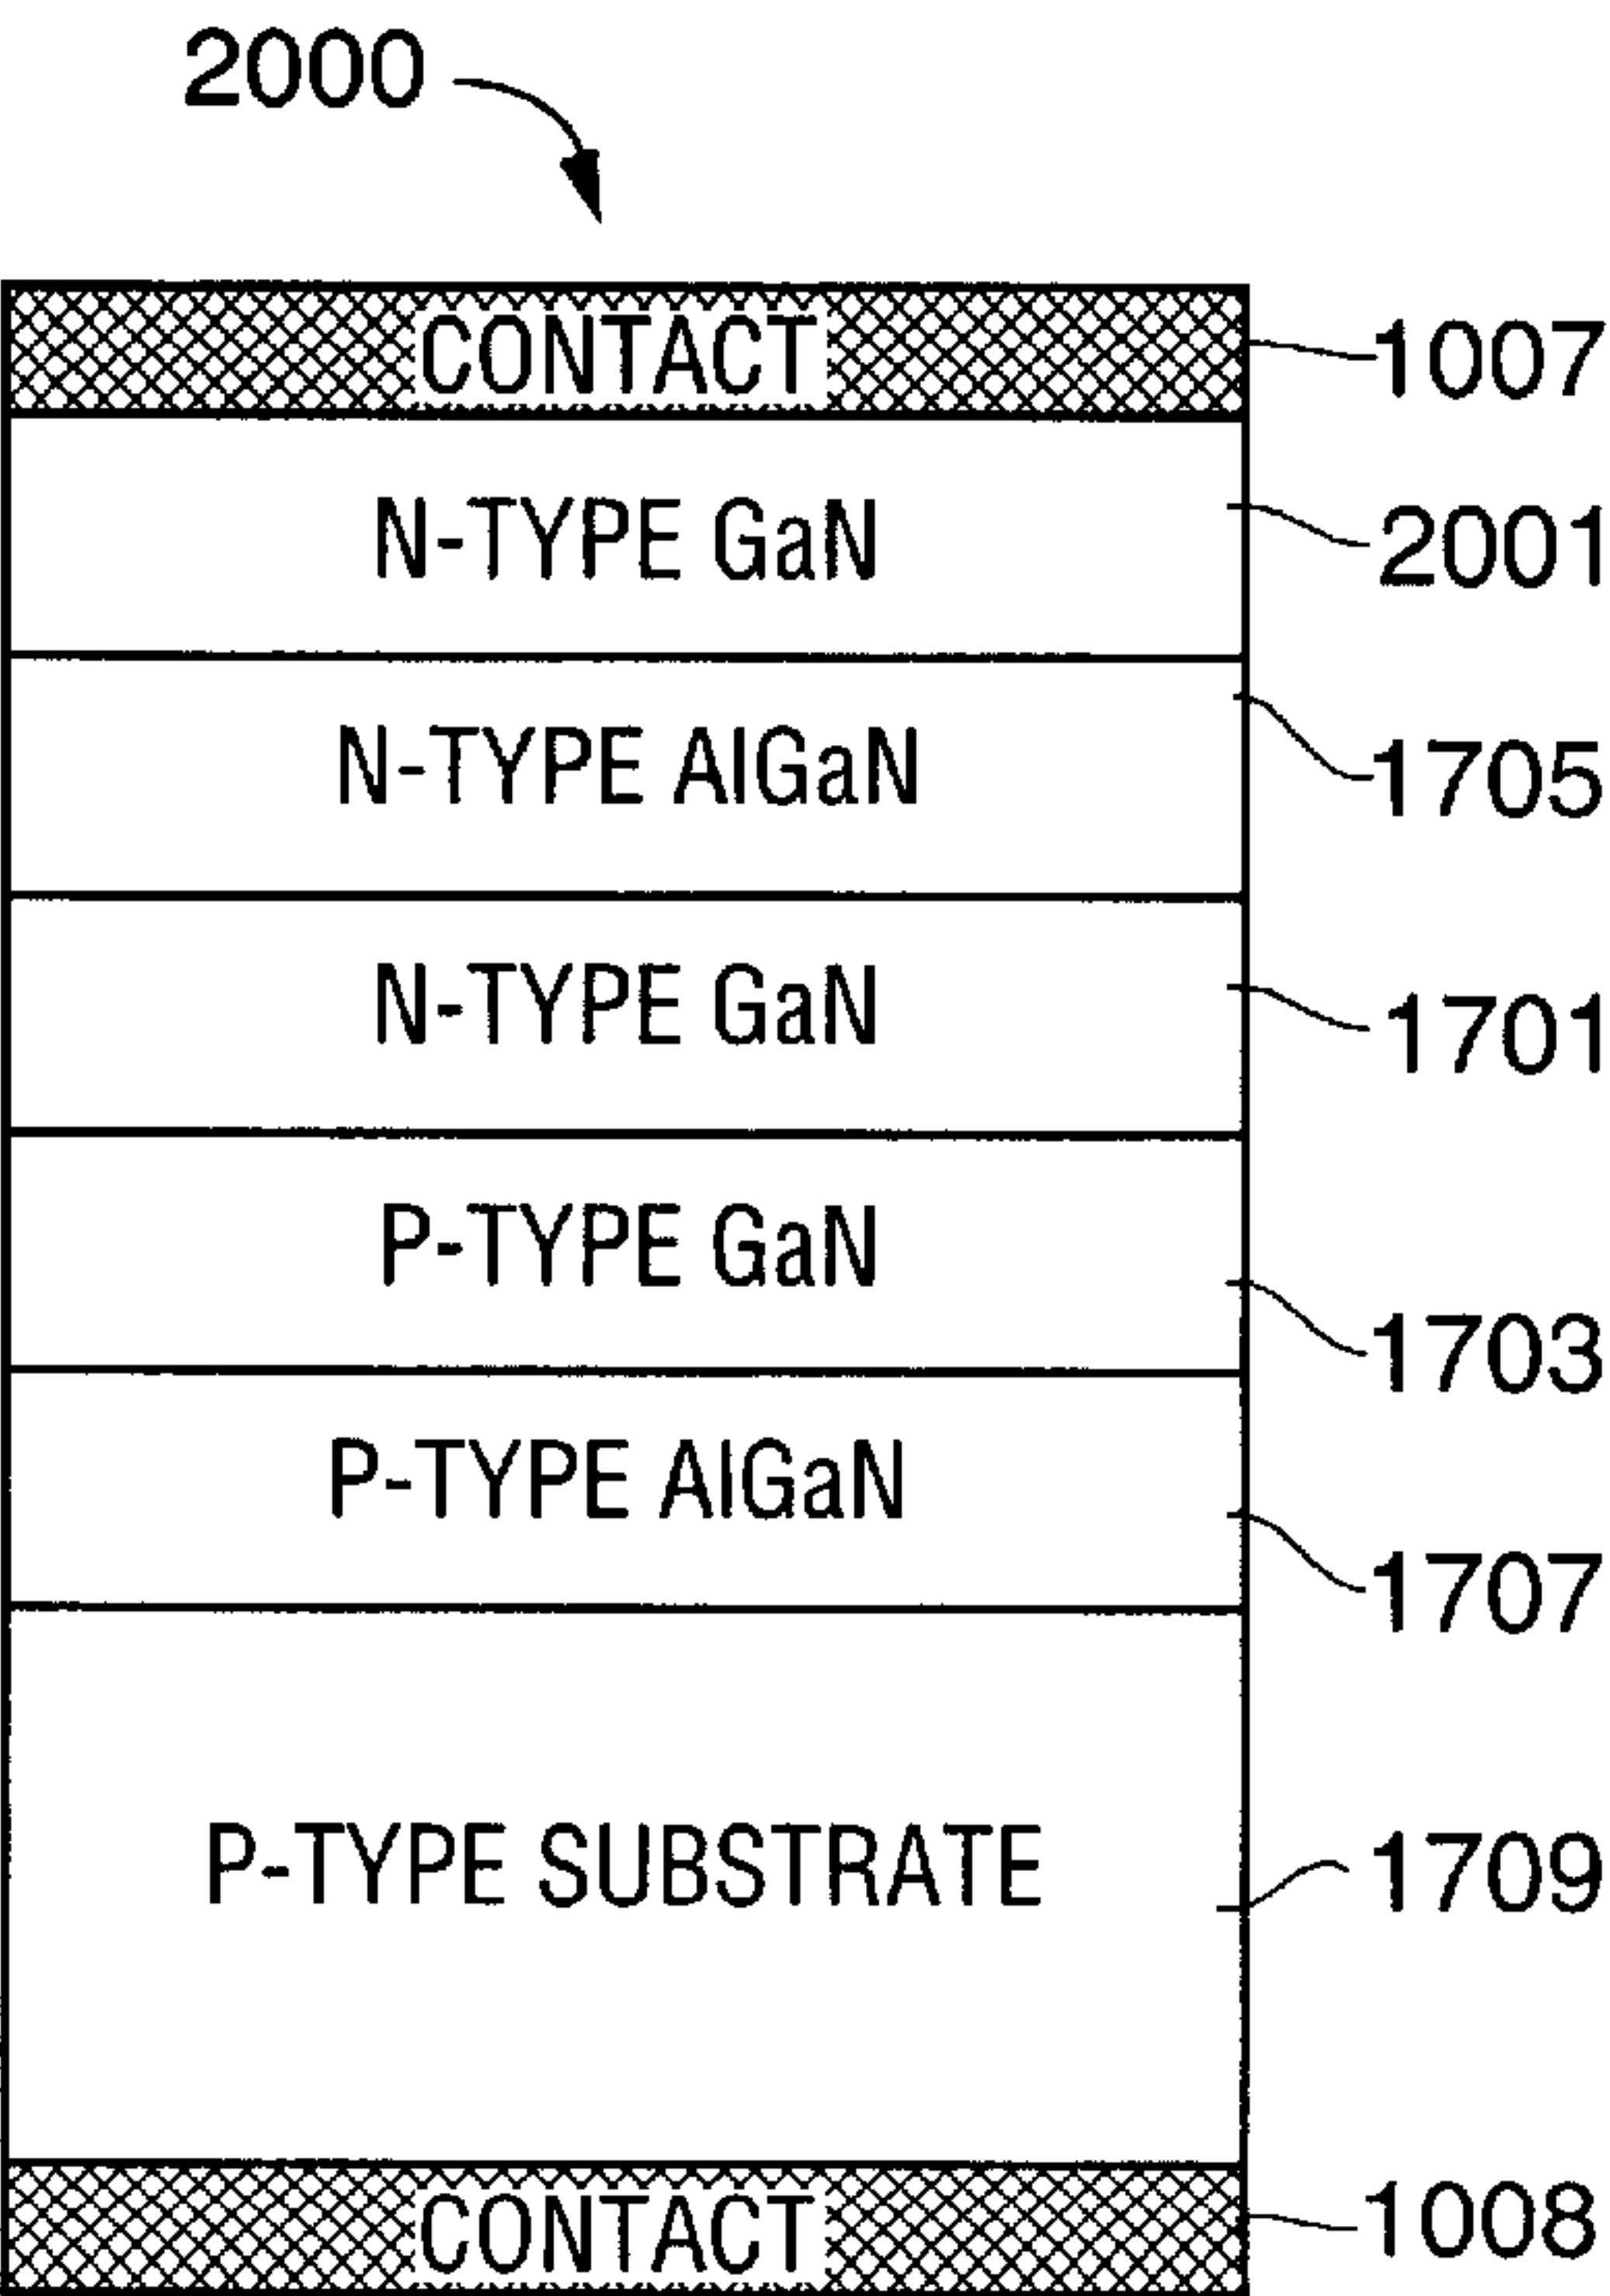 2000
CONTACT 1007
N-TYPE GaN 2001
N-TYPE AlGaN 1705
N-TYPE GaN 1701
P-TYPE GaN 1703
P-TYPE AlGaN 1707
P-TYPE SUBSTRATE 1709
CONTACT 1008